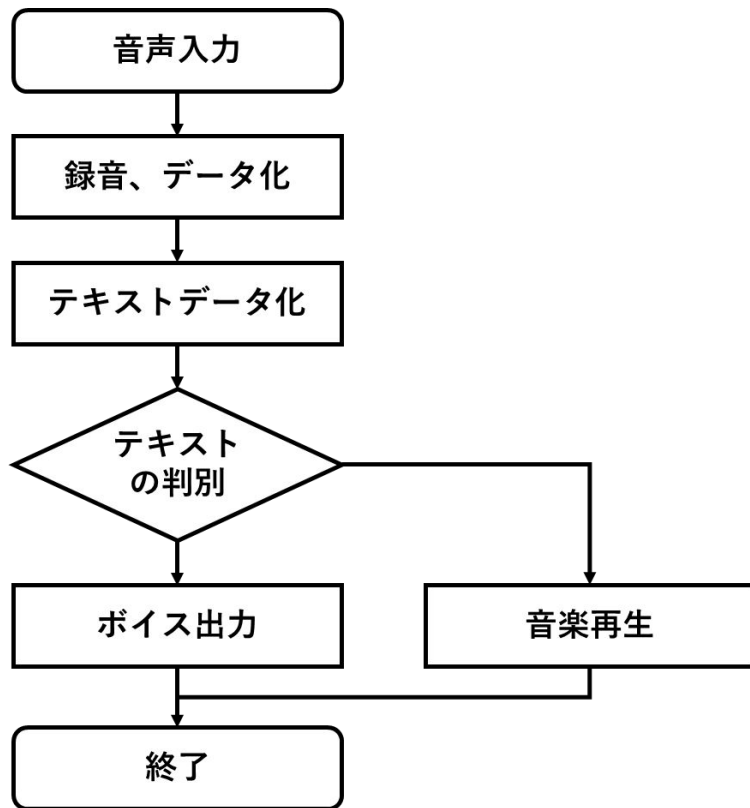 音声入力
録音、データ化
テキストデータ化
テキスト
の判別
ボイス出力
音楽再生
終了